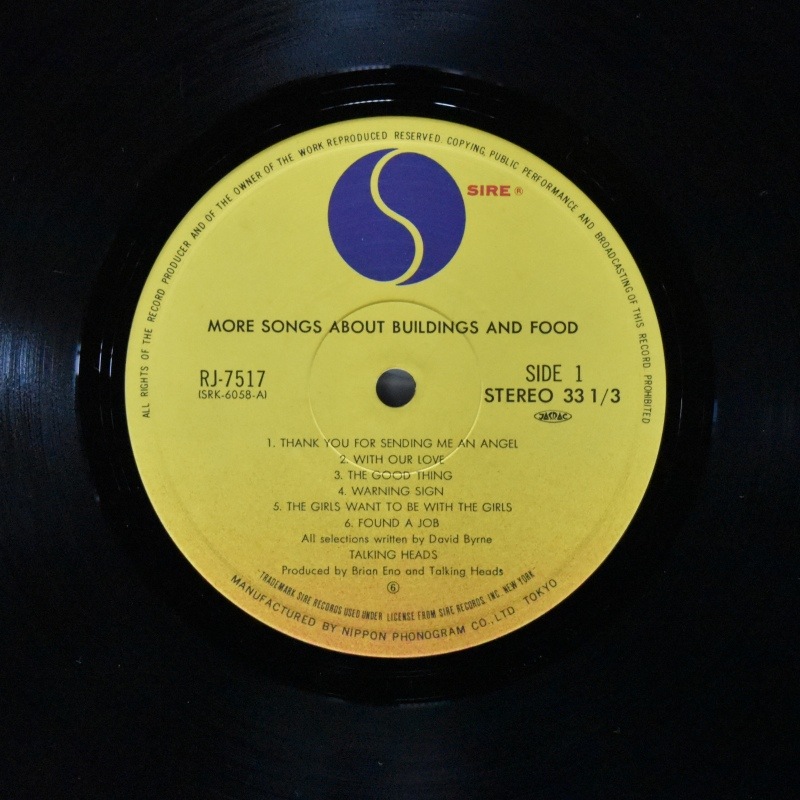 ALL RIGHTS OF THE RECORD PRODUCER AND OF THE OWNER OF THE WORK REPRODUCED RESERVED. COPYING, PUBLIC PERFORMANCE AND BROADCASTING OF THIS RECORD PROHIBITED
SIRE ®
MORE SONGS ABOUT BUILDINGS AND FOOD
RJ-7517
(SRK-6058-A)
SIDE 1
STEREO 33 1/3
JASRAC
1. THANK YOU FOR SENDING ME AN ANGEL
2. WITH OUR LOVE
3. THE GOOD THING
4. WARNING SIGN
5. THE GIRLS WANT TO BE WITH THE GIRLS
6. FOUND A JOB
All selections written by David Byrne
TALKING HEADS
Produced by Brian Eno and Talking Heads
⑥
"TRADEMARK SIRE RECORDS USED UNDER LICENSE FROM SIRE RECORDS, INC. NEW YORK"
MANUFACTURED BY NIPPON PHONOGRAM CO., LTD. TOKYO